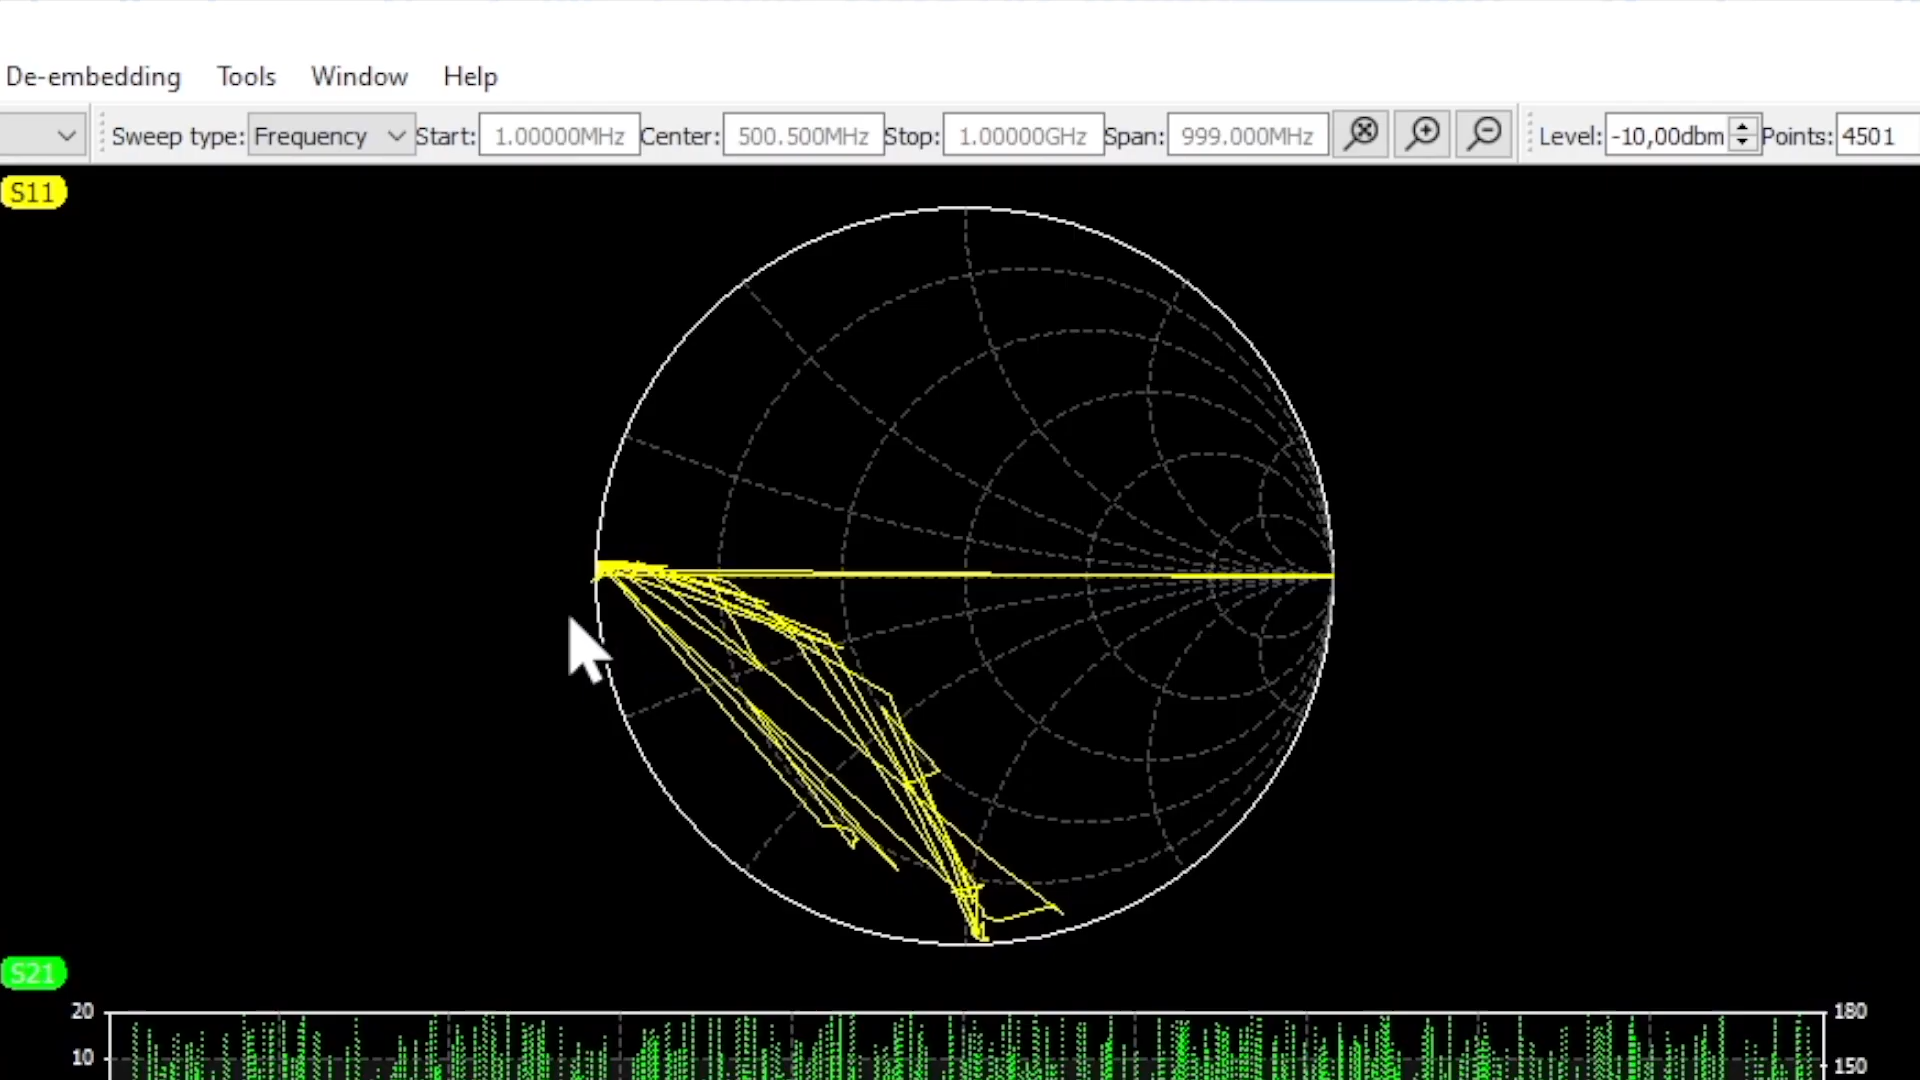 De-embedding Tools Window Help
Sweep type: Frequency Start: 1.00000MHz Center: 500.500MHz Stop: 1.00000GHz Span: 999.000MHz Level: -10,00dbm Points: 4501
S11
S21
20 180
10 150